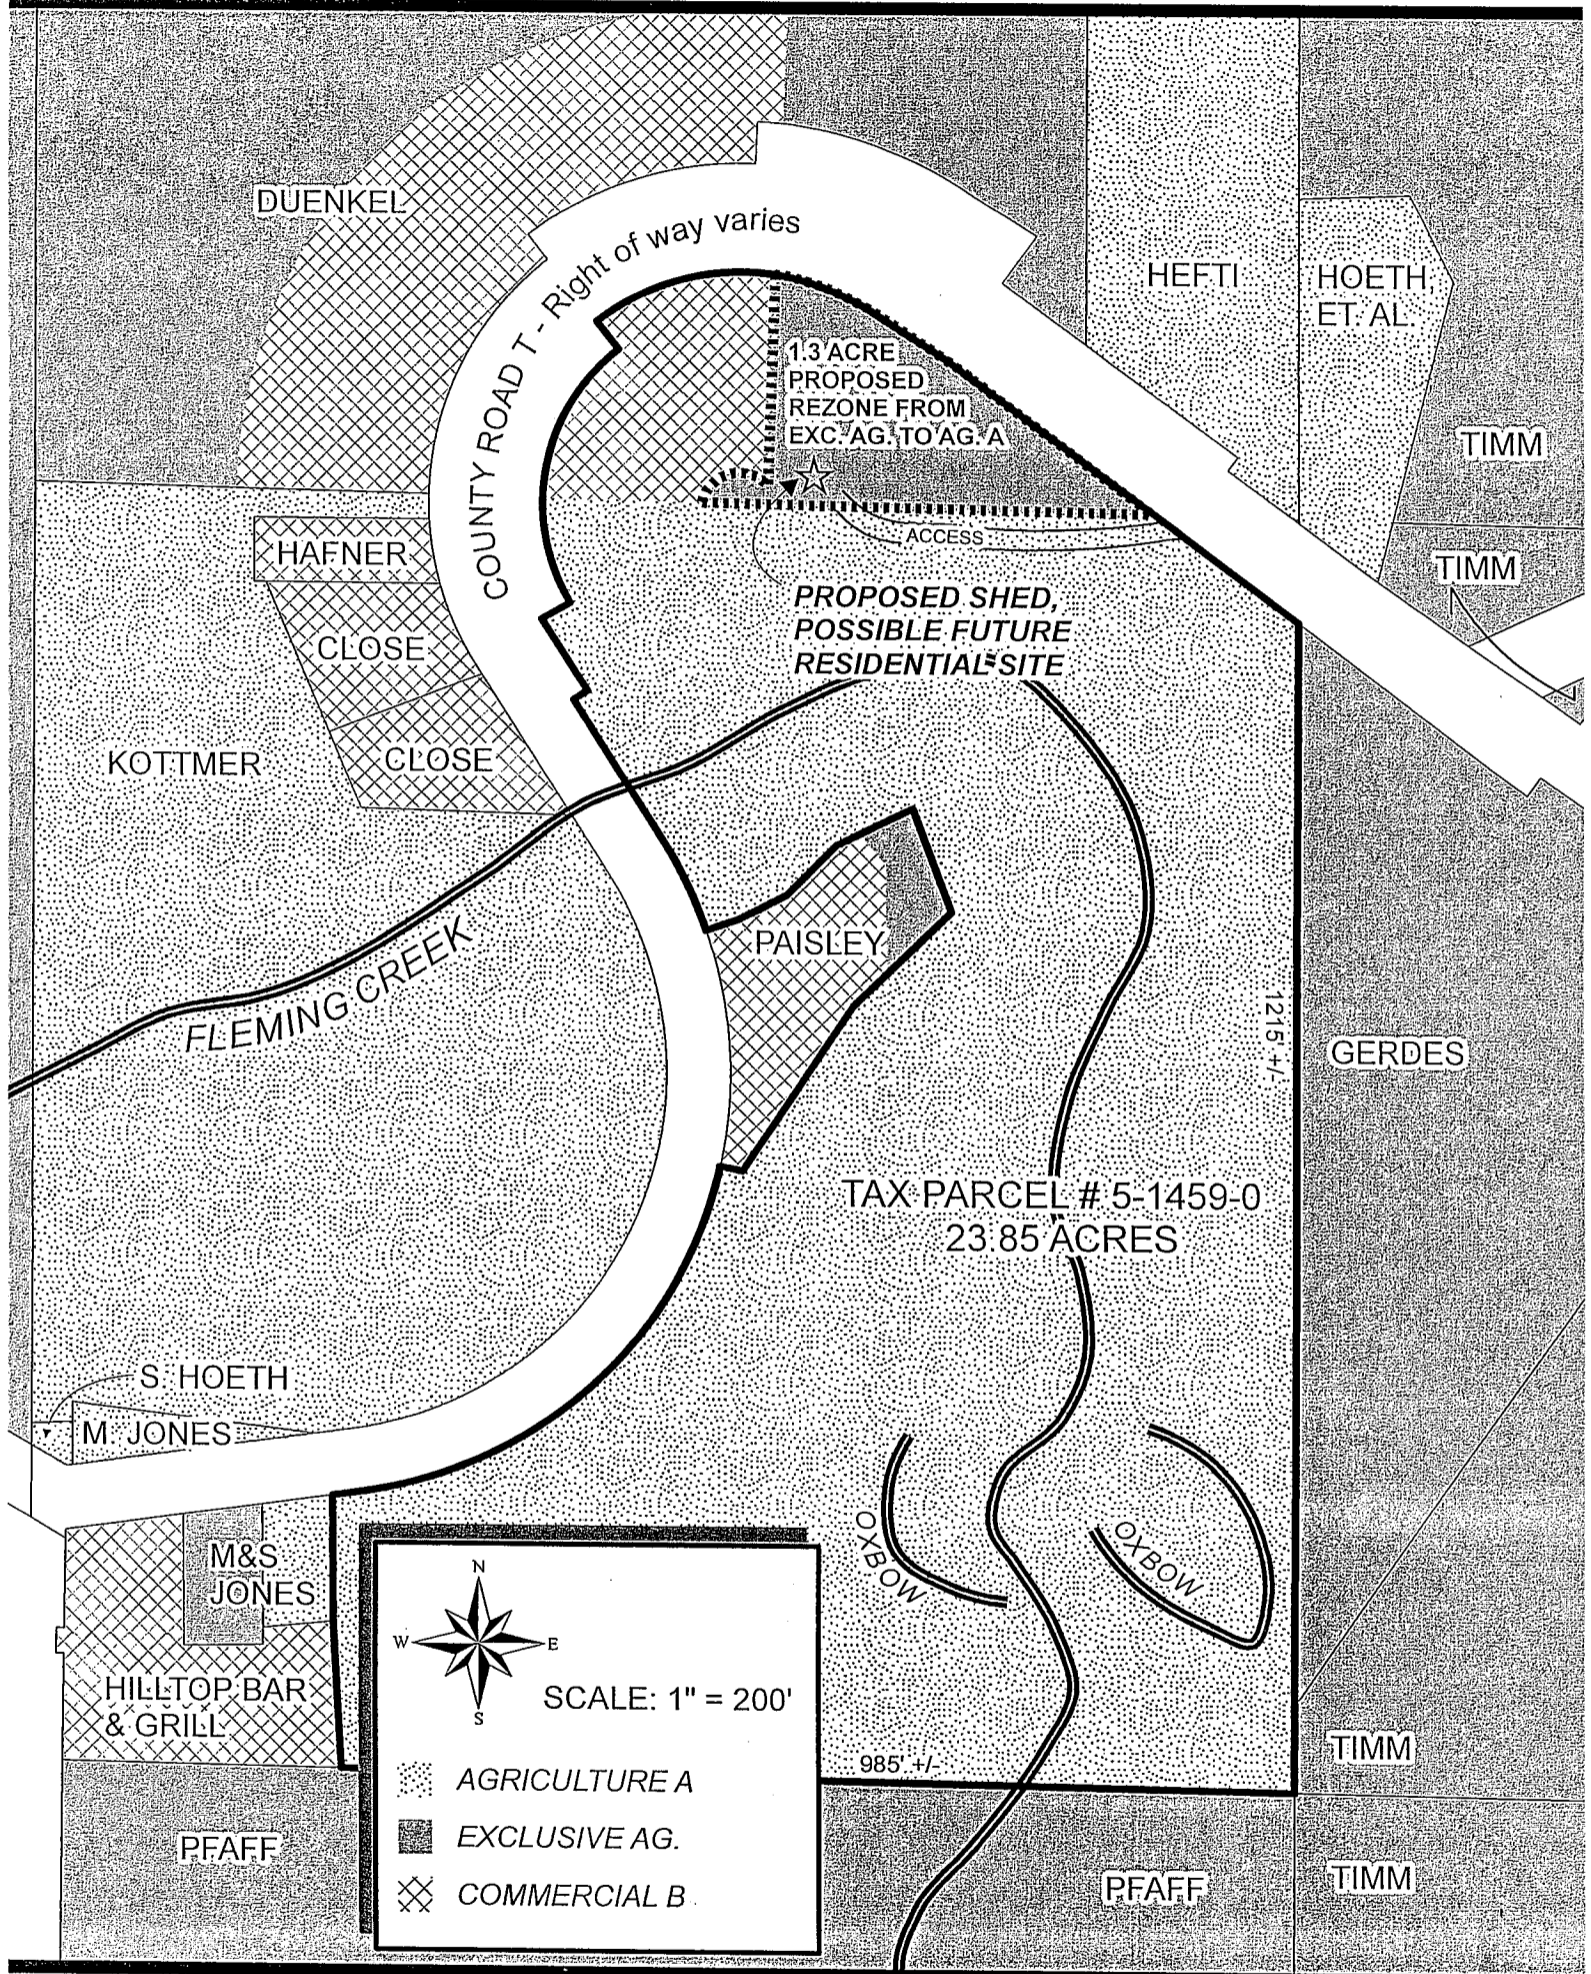 DUENKEL
COUNTY ROAD T - Right of way varies
HEFTI
HOETH,
ET. AL.
1.3 ACRE
PROPOSED
REZONE FROM
EXC. AG. TO AG. A
TIMM
ACCESS
HAFNER
TIMM
PROPOSED SHED,
POSSIBLE FUTURE
RESIDENTIAL SITE
CLOSE
KOTTMER
CLOSE
PAISLEY
FLEMING CREEK
1215' +/-
GERDES
TAX PARCEL # 5-1459-0
23.85 ACRES
S. HOETH
M. JONES
OXBOW
OXBOW
M&S
JONES
N
W
E
S
SCALE: 1" = 200'
HILLTOP BAR
& GRILL
TIMM
985' +/-
AGRICULTURE A
EXCLUSIVE AG.
COMMERCIAL B
PFAFF
PFAFF
TIMM